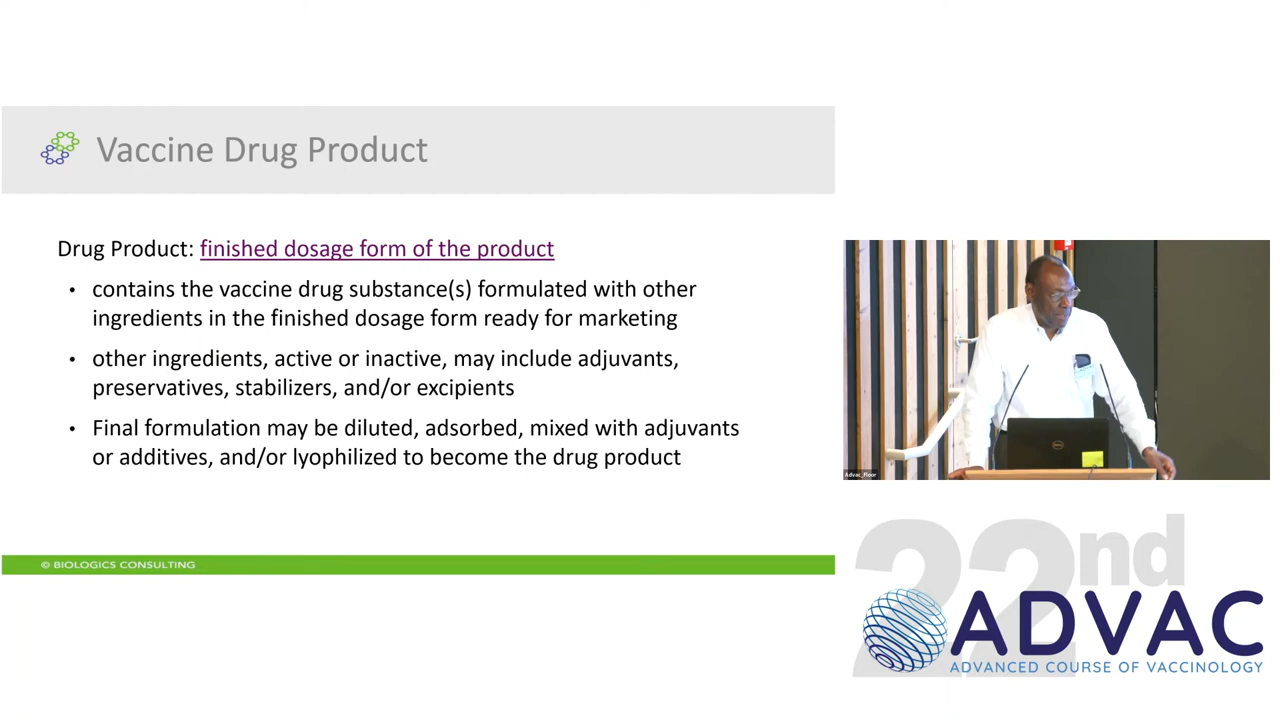 Vaccine Drug Product
Drug Product: finished dosage form of the product
• contains the vaccine drug substance(s) formulated with other
ingredients in the finished dosage form ready for marketing
• other ingredients, active or inactive, may include adjuvants,
preservatives, stabilizers, and/or excipients
• Final formulation may be diluted, adsorbed, mixed with adjuvants
or additives, and/or lyophilized to become the drug product
© BIOLOGICS CONSULTING
Advac_Floor
DELL
22nd
ADVAC
ADVANCED COURSE OF VACCINOLOGY